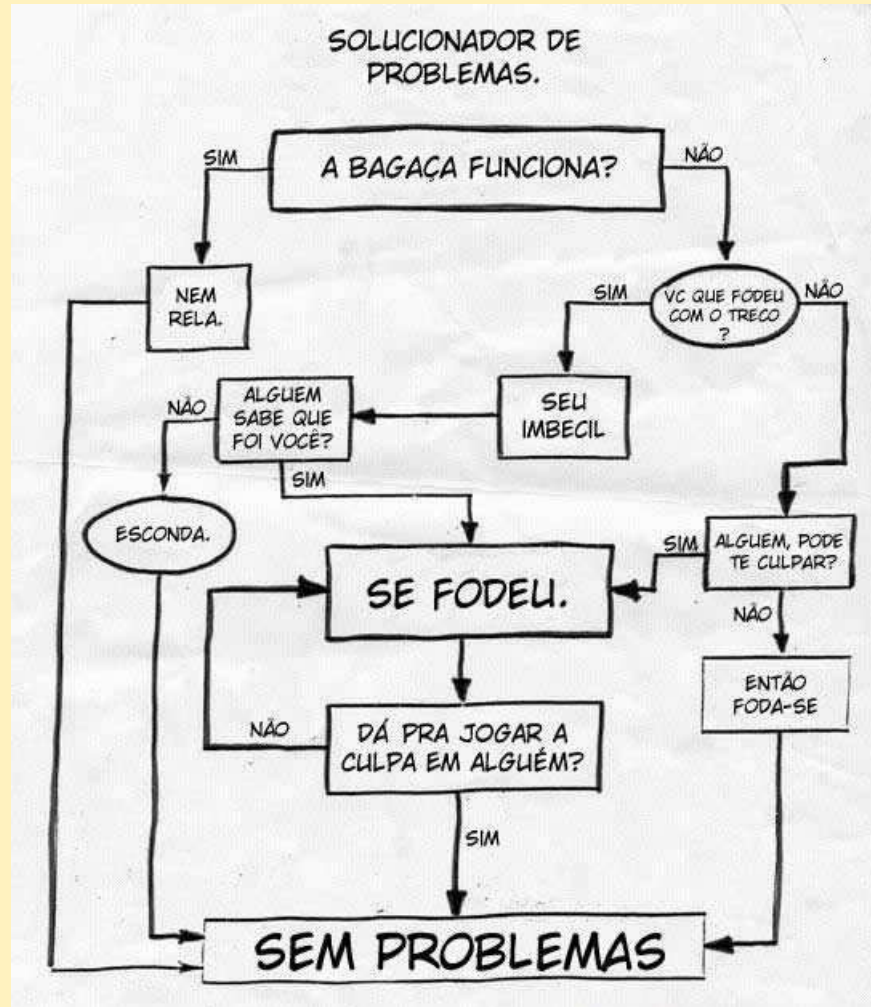 SOLUCIONADOR DE
PROBLEMAS.
A BAGAÇA FUNCIONA?
SIM
NÃO
NEM
RELA.
VC QUE FODEU
COM O TRECO
?
SIM
NÃO
SEU
IMBECIL
ALGUEM
SABE QUE
FOI VOCÊ?
NÃO
SIM
ESCONDA.
ALGUEM, PODE
TE CULPAR?
SIM
NÃO
SE FODEU.
ENTÃO
FODA-SE
DÁ PRA JOGAR A
CULPA EM ALGUÉM?
NÃO
SIM
SEM PROBLEMAS